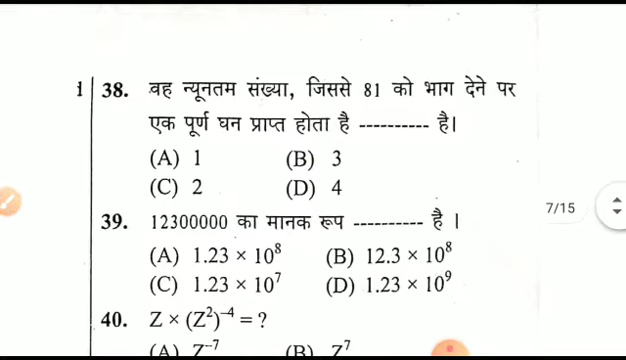 i 38. वह न्यूनतम संख्या, जिससे 81 को भाग देने पर
एक पूर्ण घन प्राप्त होता है ---------- है।
(A) 1 (B) 3
(C) 2 (D) 4
7/15
39. 12300000 का मानक रूप ---------- है ।
(A) 1.23 × 10⁸ (B) 12.3 × 10⁸
(C) 1.23 × 10⁷ (D) 1.23 × 10⁹
40. Z × (Z²)⁻⁴ = ?
(A) Z⁻⁷ (B) Z⁷